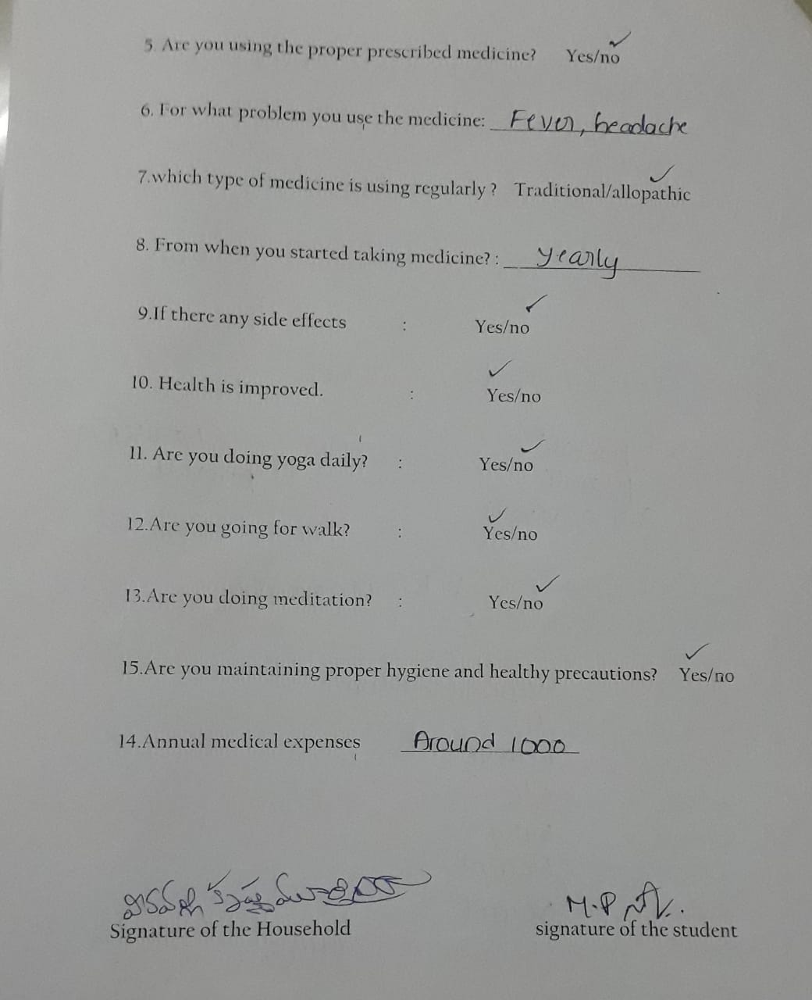 5. Are you using the proper prescribed medicine? Yes/no ✓
6. For what problem you use the medicine: Fever, headache
7.which type of medicine is using regularly ? Traditional/allopathic ✓
8. From when you started taking medicine? : yearly
9.If there any side effects : Yes/no ✓
10. Health is improved. : ✓ Yes/no
11. Are you doing yoga daily? : Yes/no ✓
12.Are you going for walk? : ✓ Yes/no
13.Are you doing meditation? : Yes/no ✓
15.Are you maintaining proper hygiene and healthy precautions? ✓ Yes/no
14.Annual medical expenses Around 1000
M.P
Signature of the Household signature of the student